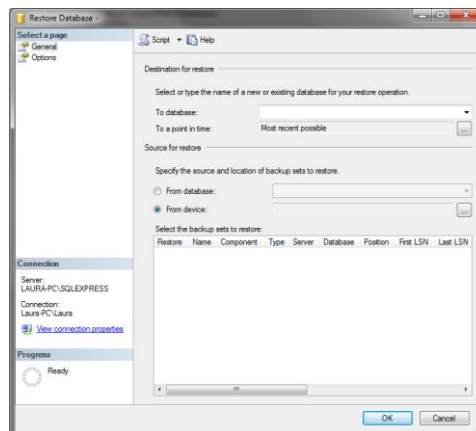 Restore Database -
Select a page
General
Options
Script
Help
Destination for restore
Select or type the name of a new or existing database for your restore operation.
To database:
To a point in time:
Most recent possible
...
Source for restore
Specify the source and location of backup sets to restore.
From database:
From device:
...
Select the backup sets to restore:
Restore Name Component Type Server Database Position First LSN Last LSN
Connection
Server:
LAURA-PC\SQLEXPRESS
Connection:
Laura-PC\Laura
View connection properties
Progress
Ready
OK
Cancel